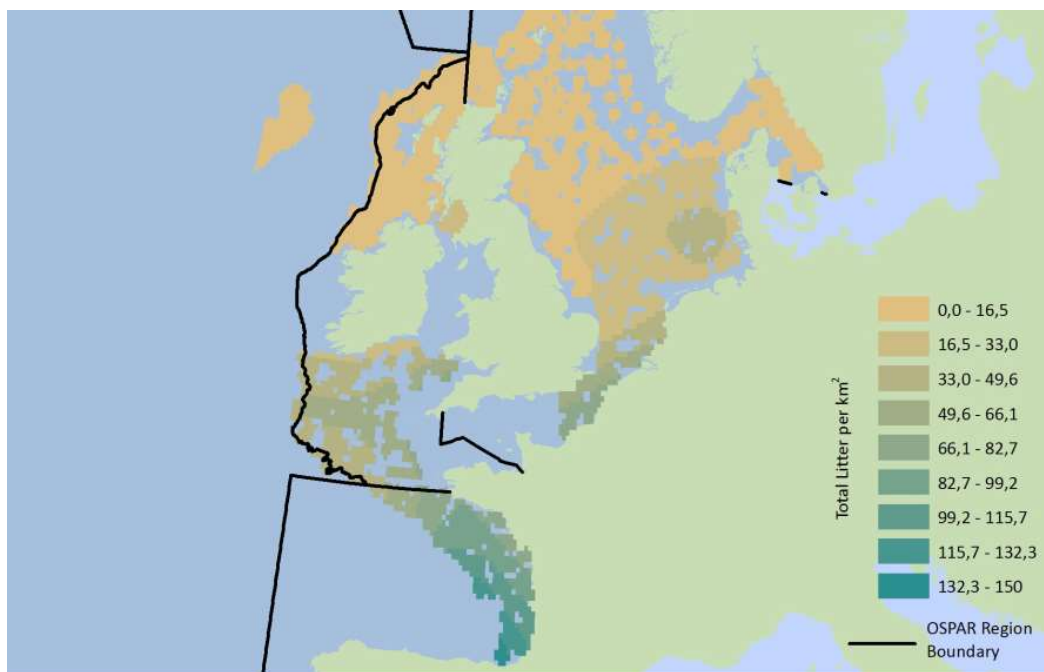 Total Litter per km²
0,0 - 16,5
16,5 - 33,0
33,0 - 49,6
49,6 - 66,1
66,1 - 82,7
82,7 - 99,2
99,2 - 115,7
115,7 - 132,3
132,3 - 150
OSPAR Region
Boundary